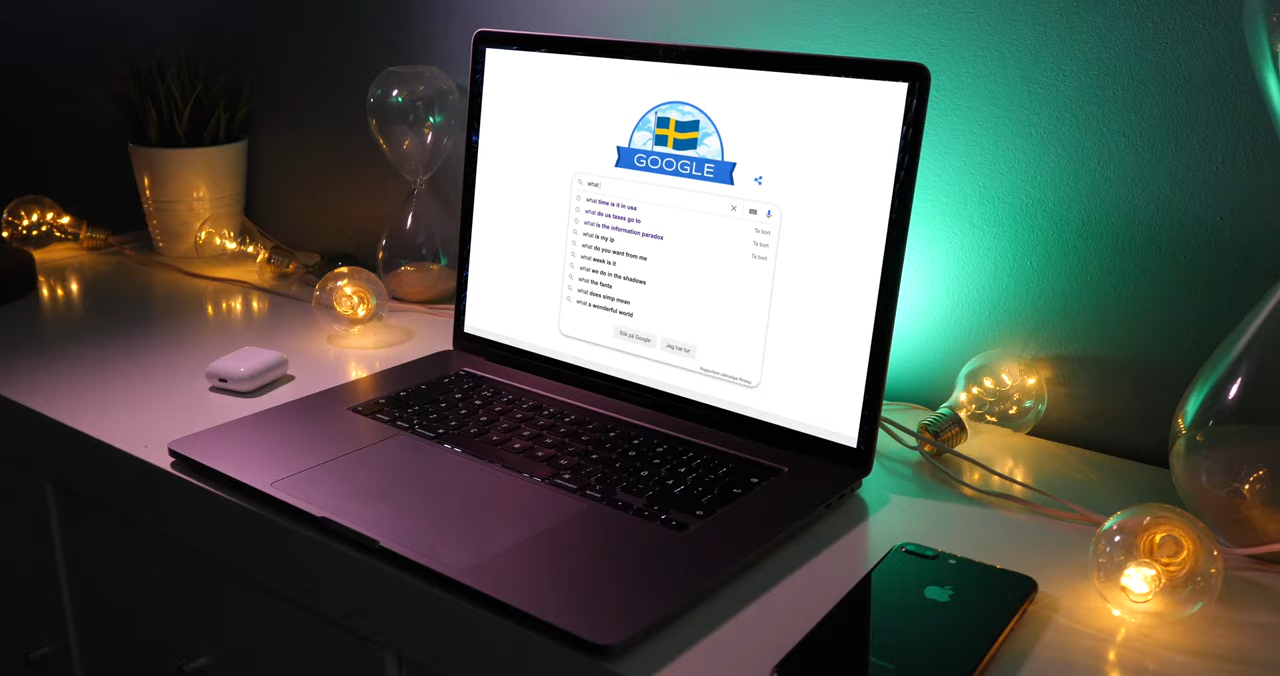 GOOGLE
what
what time is it in usa
what do us taxes go to
Ta bort
what is the information paradox
Ta bort
what is my ip
Ta bort
what do you want from me
what week is it
what we do in the shadows
what the fanta
what does simp mean
what a wonderful world
Sök på Google
Jag har tur
Rapportera olämpliga förslag